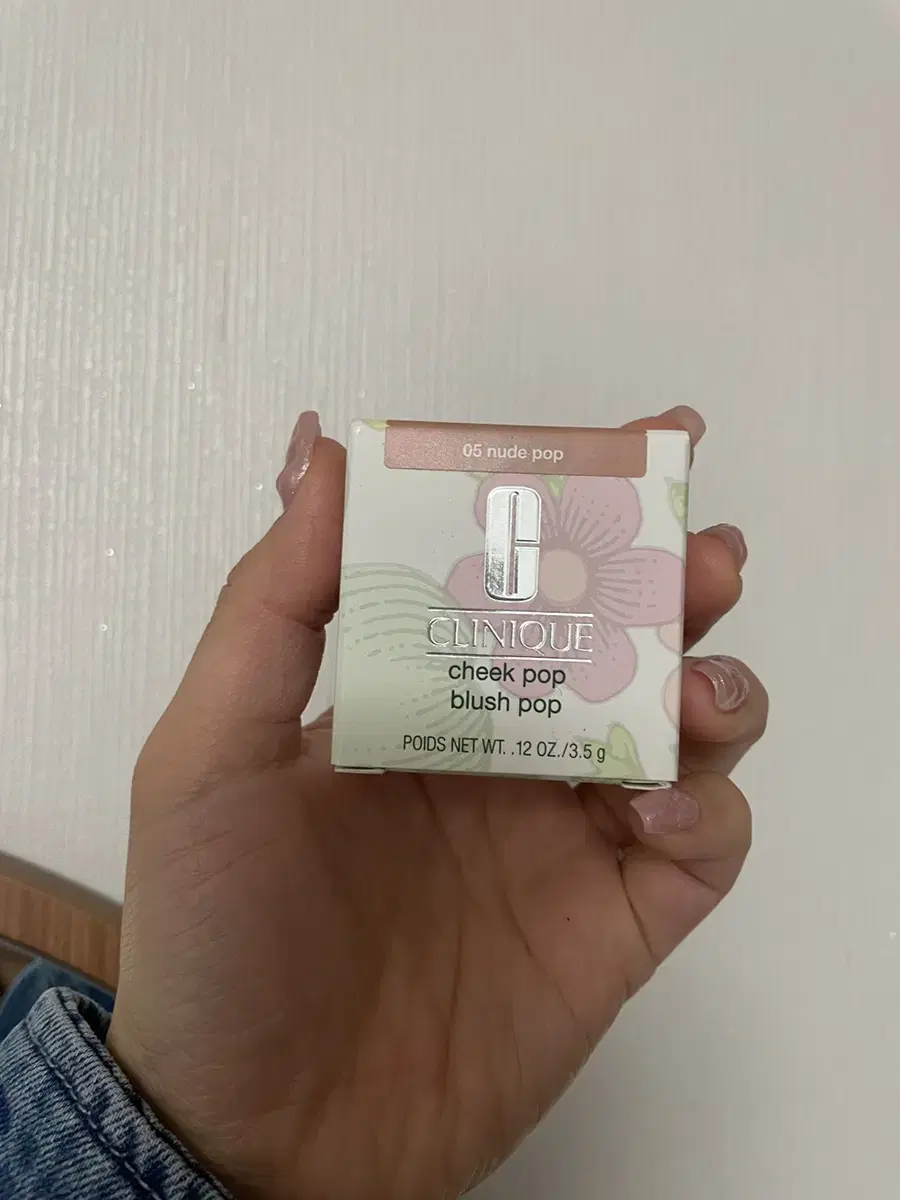 05 nude pop
CLINIQUE
cheek pop
blush pop
POIDS NET WT. .12 OZ./3.5 g